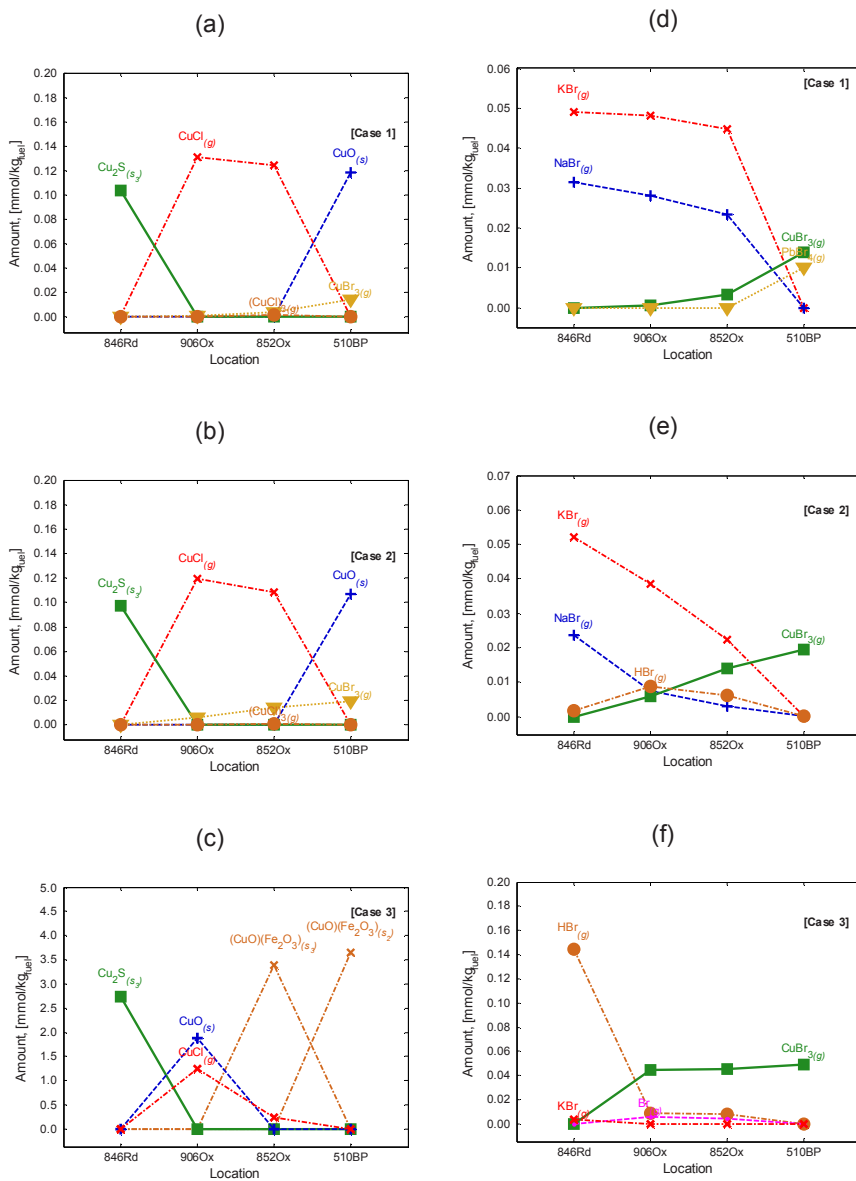 (a)
0.20
0.18
0.16
0.14
0.12
0.10
0.08
0.06
0.04
0.02
0.00
Amount, [mmol/kg_fuel]
[Case 1]
CuCl(g)
CuO(s)
Cu2S(s3)
CuBr3(g)
846Rd 906Ox 852Ox 510BP
Location
(d)
0.06
0.05
0.04
0.03
0.02
0.01
0.00
Amount, [mmol/kg_fuel]
[Case 1]
KBr(g)
NaBr(g)
CuBr3(g)
846Rd 906Ox 852Ox 510BP
Location
(b)
0.20
0.18
0.16
0.14
0.12
0.10
0.08
0.06
0.04
0.02
0.00
Amount, [mmol/kg_fuel]
[Case 2]
CuCl(g)
CuO(s)
Cu2S(s3)
CuBr3(g)
(CuCl)3(g)
846Rd 906Ox 852Ox 510BP
Location
(e)
0.07
0.06
0.05
0.04
0.03
0.02
0.01
0.00
Amount, [mmol/kg_fuel]
[Case 2]
KBr(g)
NaBr(g)
CuBr3(g)
HBr(g)
846Rd 906Ox 852Ox 510BP
Location
(c)
5.0
4.5
4.0
3.5
3.0
2.5
2.0
1.5
1.0
0.5
0.0
Amount, [mmol/kg_fuel]
[Case 3]
(CuO)(Fe2O3)(s2)
(CuO)(Fe2O3)(s3)
Cu2S(s3)
CuO(s)
CuCl(g)
846Rd 906Ox 852Ox 510BP
Location
(f)
0.20
0.18
0.16
0.14
0.12
0.10
0.08
0.06
0.04
0.02
0.00
Amount, [mmol/kg_fuel]
[Case 3]
HBr(g)
CuBr3(g)
KBr(g)
846Rd 906Ox 852Ox 510BP
Location